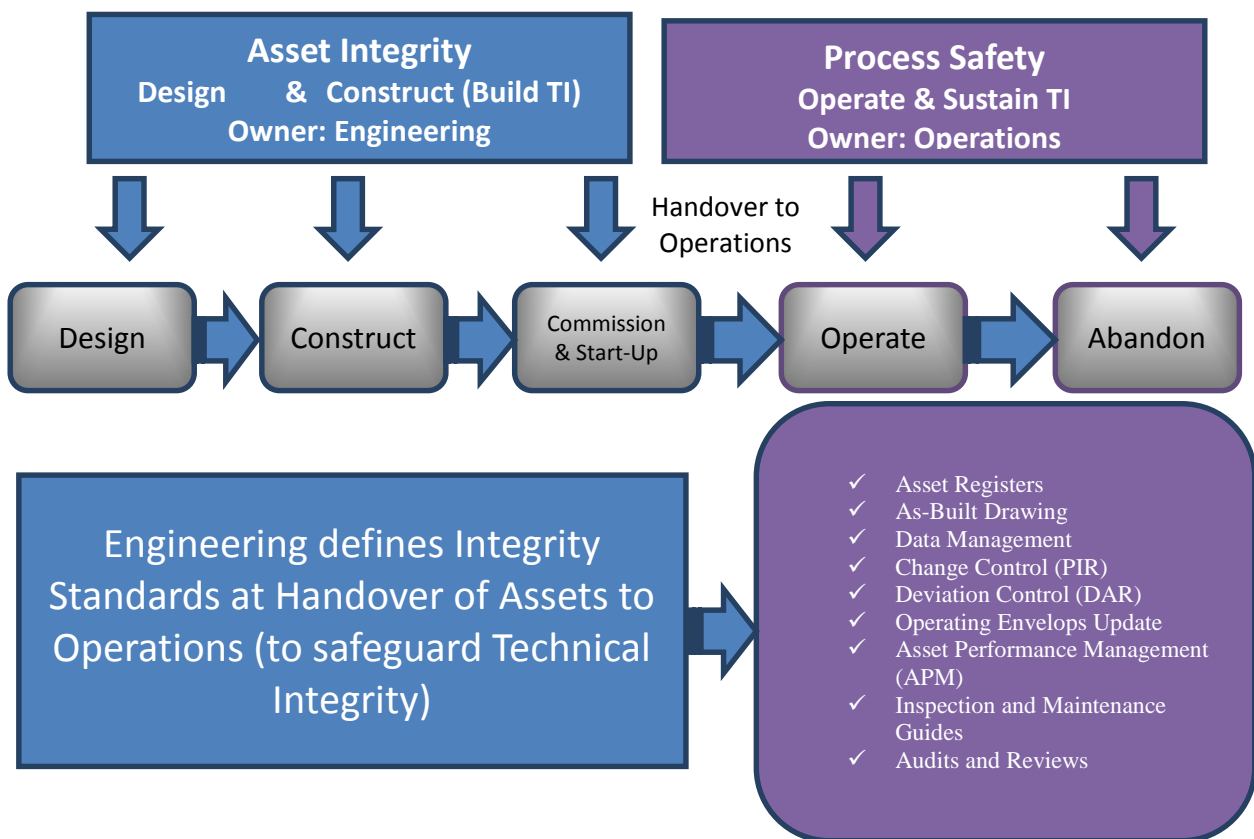 Asset Integrity
Design & Construct (Build TI)
Owner: Engineering
Process Safety
Operate & Sustain TI
Owner: Operations
Handover to
Operations
Design
Construct
Commission
& Start-Up
Operate
Abandon
Engineering defines Integrity
Standards at Handover of Assets to
Operations (to safeguard Technical
Integrity)
✓ Asset Registers
✓ As-Built Drawing
✓ Data Management
✓ Change Control (PIR)
✓ Deviation Control (DAR)
✓ Operating Envelops Update
✓ Asset Performance Management
(APM)
✓ Inspection and Maintenance
Guides
✓ Audits and Reviews